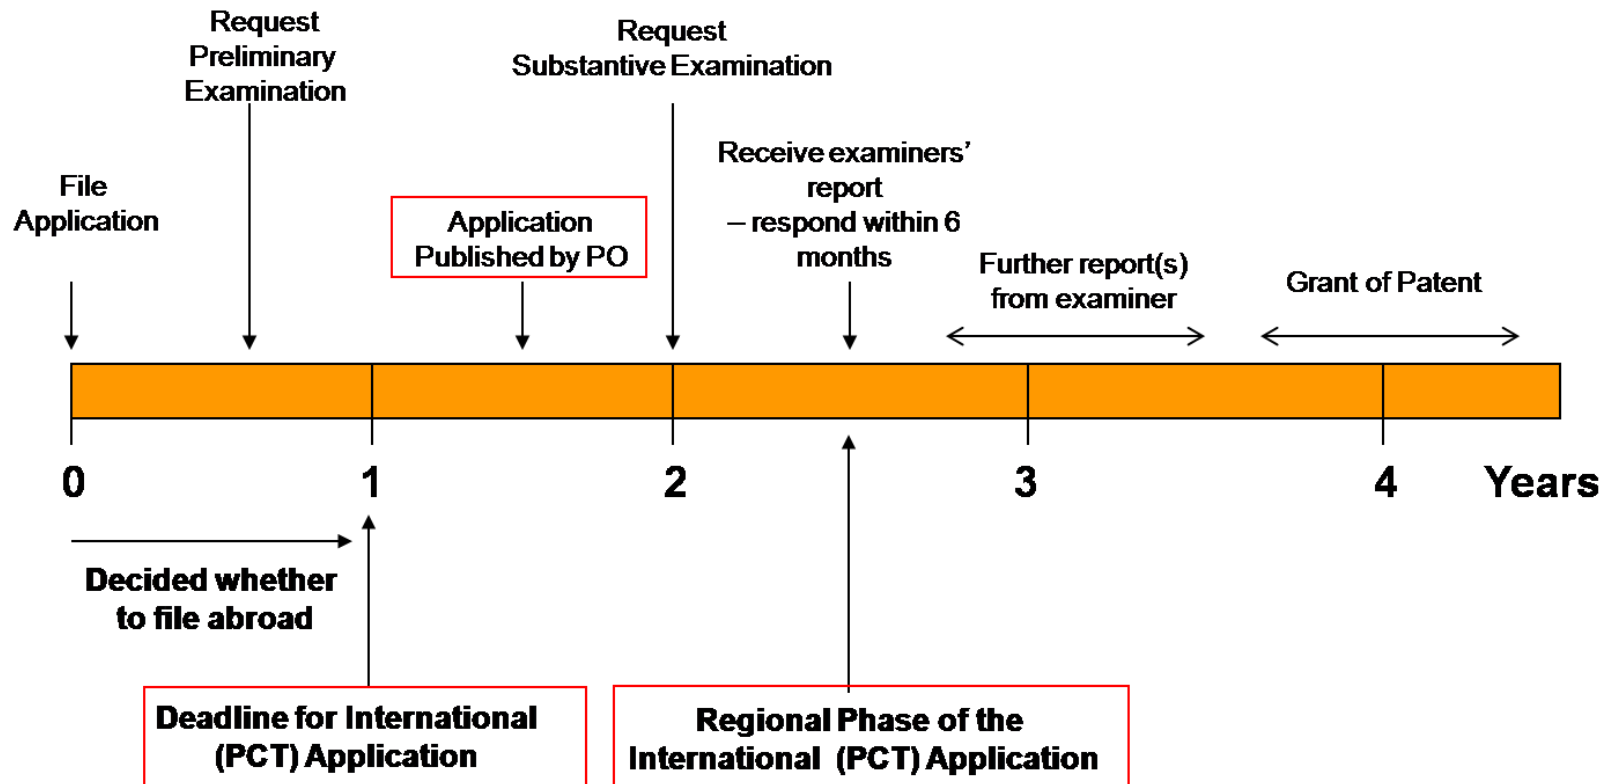 Request
Preliminary
Examination
Request
Substantive Examination
File
Application
Application
Published by PO
Receive examiners’
report
– respond within 6
months
Further report(s)
from examiner
Grant of Patent
0
1
2
3
4
Years
Decided whether
to file abroad
Deadline for International
(PCT) Application
Regional Phase of the
International (PCT) Application